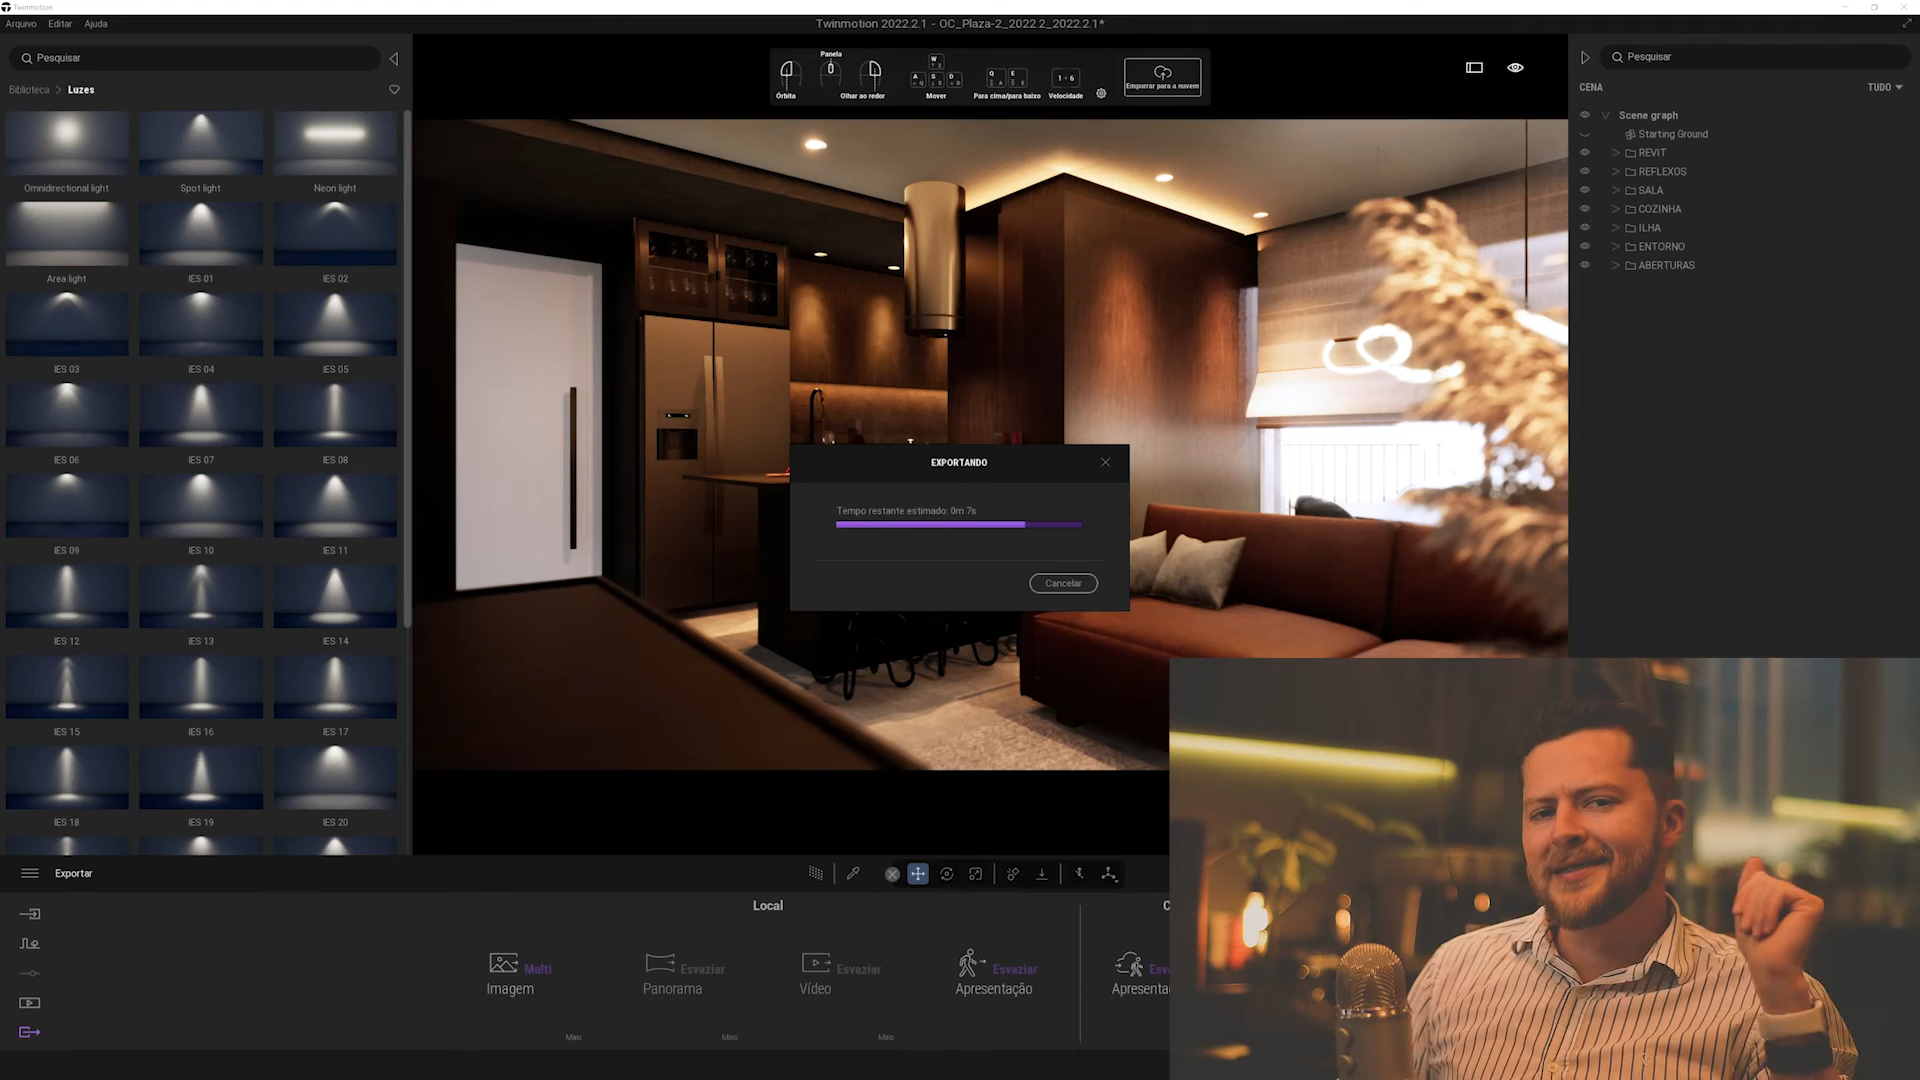 Twinmotion
Arquivo Editar Ajuda
Twinmotion 2022.2.1 - OC_Plaza-2_2022.2_2022.2.1*
Pesquisar
Biblioteca > Luzes
Omnidirectional light
Spot light
Neon light
Area light
IES 01
IES 02
IES 03
IES 04
IES 05
IES 06
IES 07
IES 08
IES 09
IES 10
IES 11
IES 12
IES 13
IES 14
IES 15
IES 16
IES 17
IES 18
IES 19
IES 20
Panela
Órbita
Olhar ao redor
W
A S D
Mover
Q E
Para cima/para baixo
1 → 6
Velocidade
Empurrar para a nuvem
Pesquisar
CENA
TUDO
Scene graph
Starting Ground
REVIT
REFLEXOS
SALA
COZINHA
ILHA
ENTORNO
ABERTURAS
EXPORTANDO
Tempo restante estimado: 0m 7s
Cancelar
Exportar
Local
Multi
Imagem
Mais
Esvaziar
Panorama
Mais
Esvaziar
Vídeo
Mais
Esvaziar
Apresentação